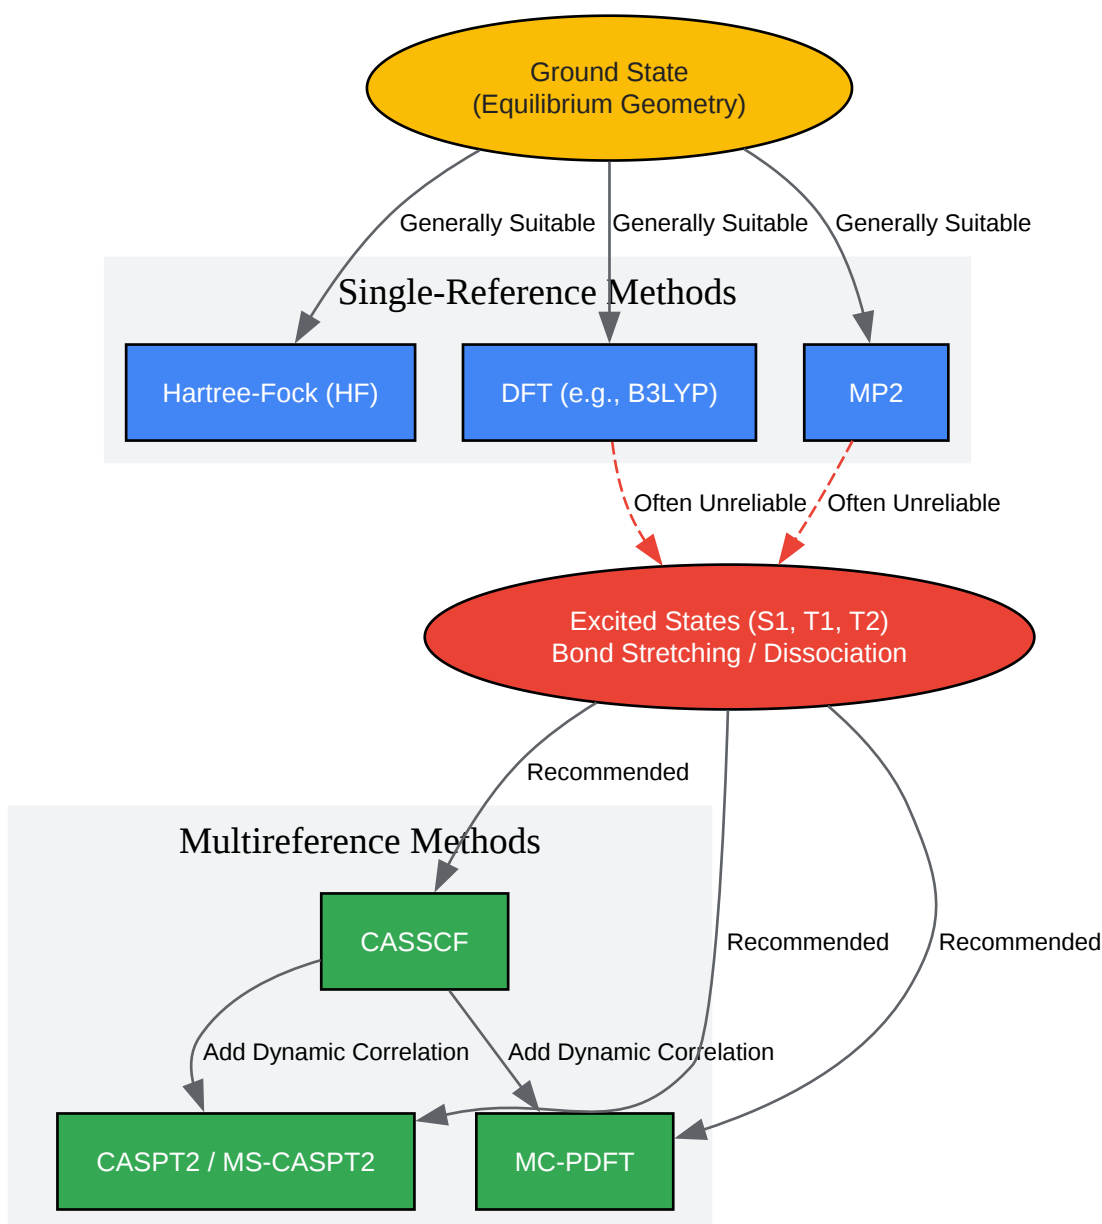 Ground State
(Equilibrium Geometry)
Generally Suitable
Generally Suitable
Generally Suitable
Single-Reference Methods
Hartree-Fock (HF)
DFT (e.g., B3LYP)
MP2
Often Unreliable
Often Unreliable
Excited States (S1, T1, T2)
Bond Stretching / Dissociation
Recommended
Multireference Methods
CASSCF
Recommended
Recommended
Add Dynamic Correlation
Add Dynamic Correlation
CASPT2 / MS-CASPT2
MC-PDFT